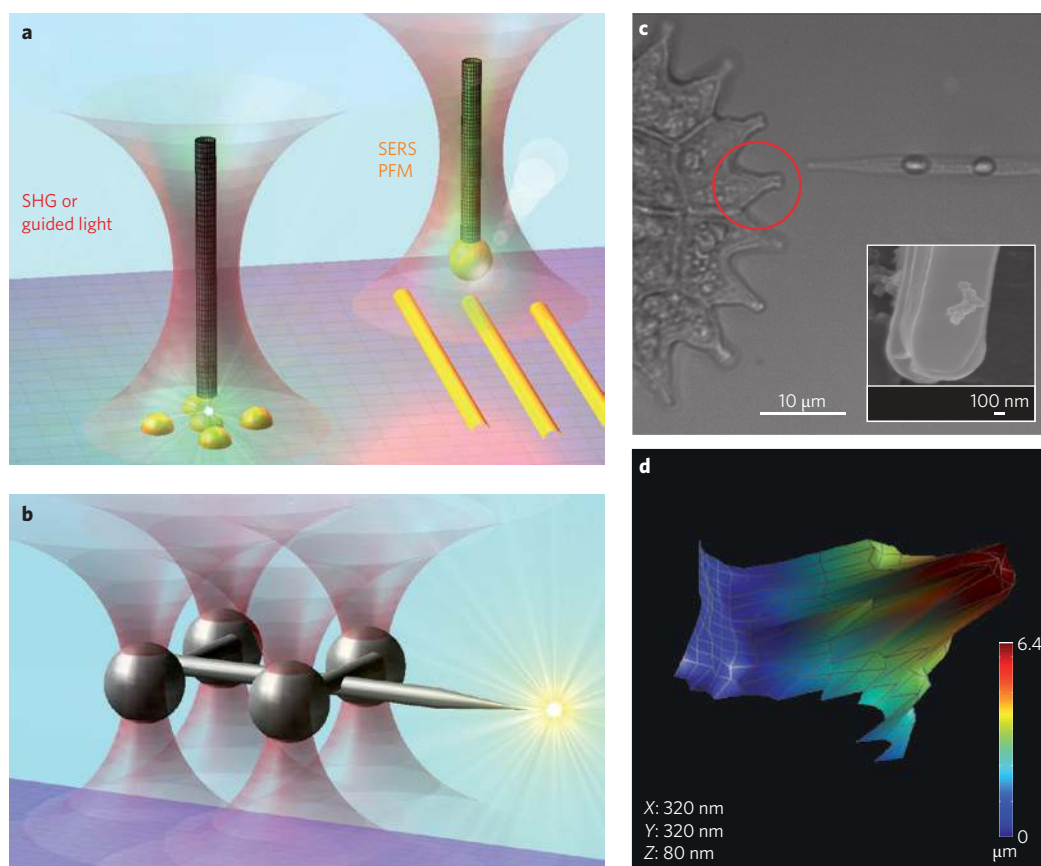 a
SHG or
guided light
SERS
PFM
b
c
10 μm
100 nm
d
6.4
0
μm
X: 320 nm
Y: 320 nm
Z: 80 nm